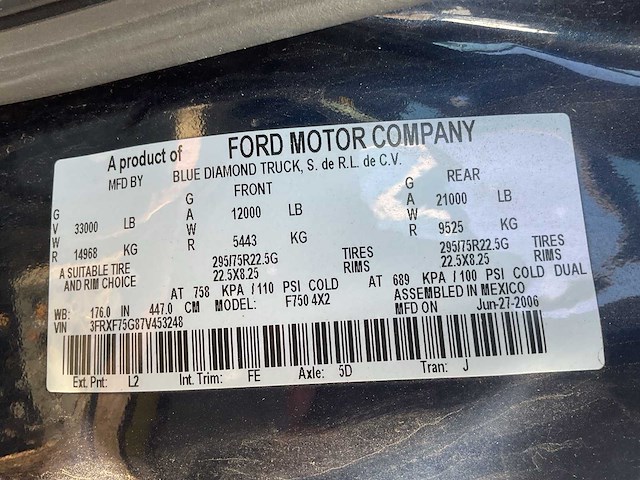 A product of FORD MOTOR COMPANY
MFD BY BLUE DIAMOND TRUCK, S. de R.L. de C.V.
FRONT REAR
GVWR 33000 LB GAWR 12000 LB GAWR 21000 LB
14968 KG 5443 KG 9525 KG
A SUITABLE TIRE AND RIM CHOICE
295/75R22.5G TIRES 295/75R22.5G TIRES
22.5X8.25 RIMS 22.5X8.25 RIMS
AT 758 KPA/110 PSI COLD AT 689 KPA/100 PSI COLD DUAL
WB: 176.0 IN 447.0 CM MODEL: F750 4X2 ASSEMBLED IN MEXICO
VIN 3FRXF75G87V453248 MFD ON Jun-27-2006
Ext. Pnt: L2 Int. Trim: FE Axle: 5D Tran: J